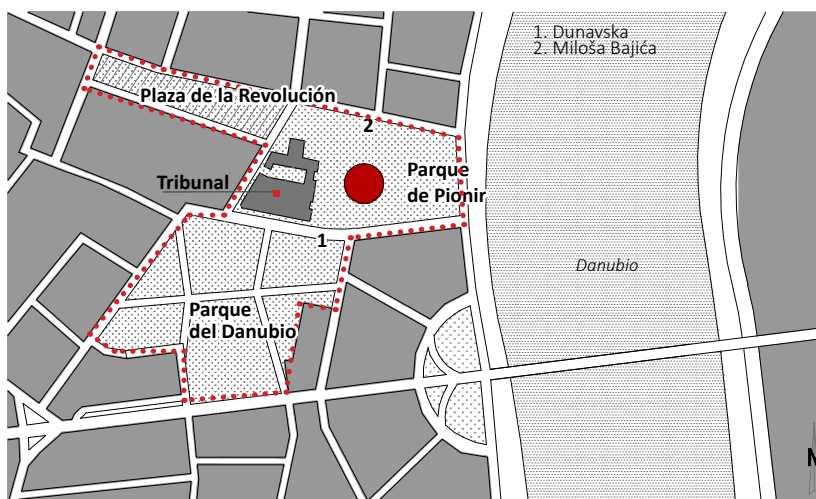 1. Dunavska
2. Miloša Bajića
Plaza de la Revolución
2
Tribunal
Parque
de Pionir
1
Danubio
Parque
del Danubio